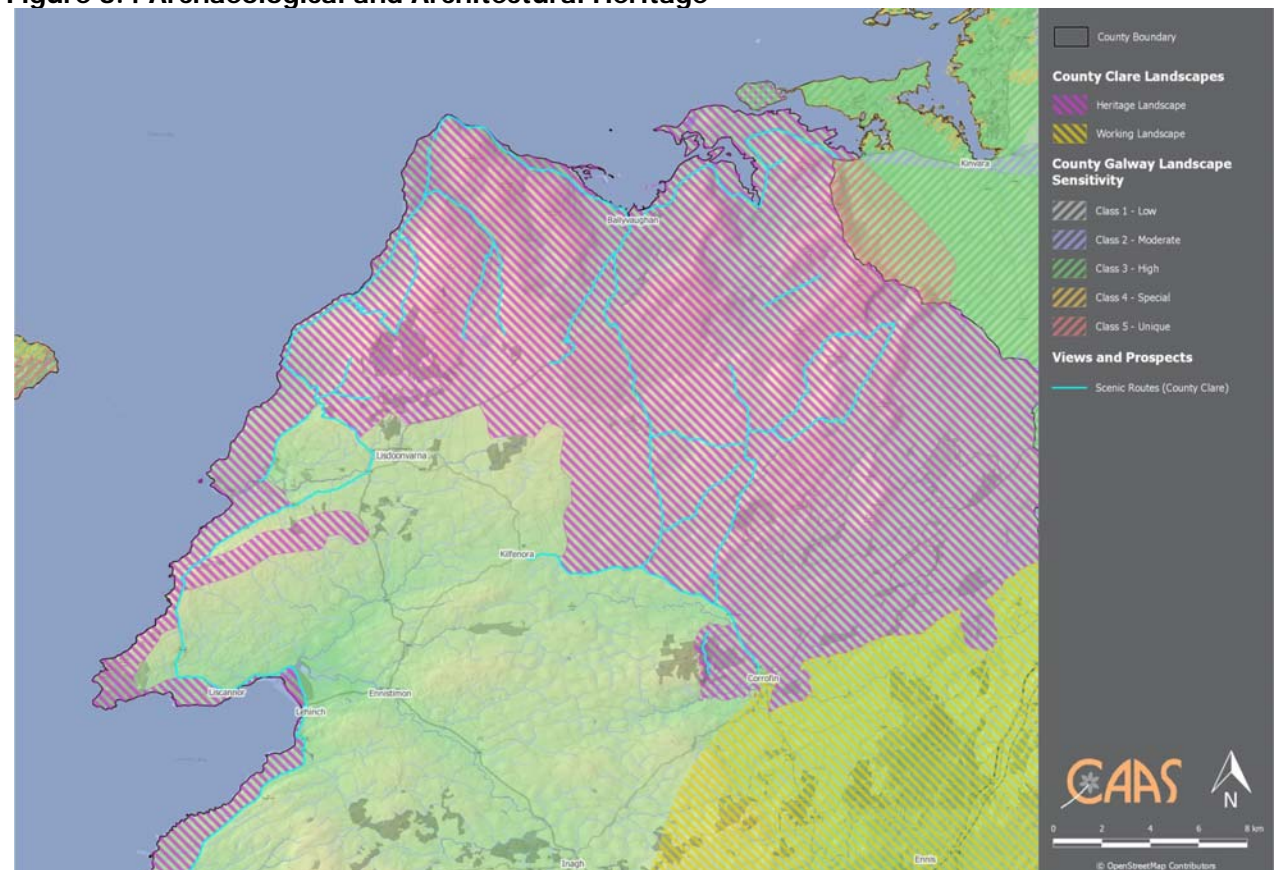 Figure 3.4 Archaeological and Architectural Heritage
County Boundary
County Clare Landscapes
Heritage Landscape
Working Landscape
County Galway Landscape
Sensitivity
Class 1 - Low
Class 2 - Moderate
Class 3 - High
Class 4 - Special
Class 5 - Unique
Views and Prospects
Scenic Routes (County Clare)
Kinvara
Ballyvaughan
Lisdoonvarna
Kilfenora
Corrofin
Liscannor
Ennistimon
Lehinch
Inagh
Ennis
CAAS
N
0 2 4 6 8 km
© OpenStreetMap Contributors